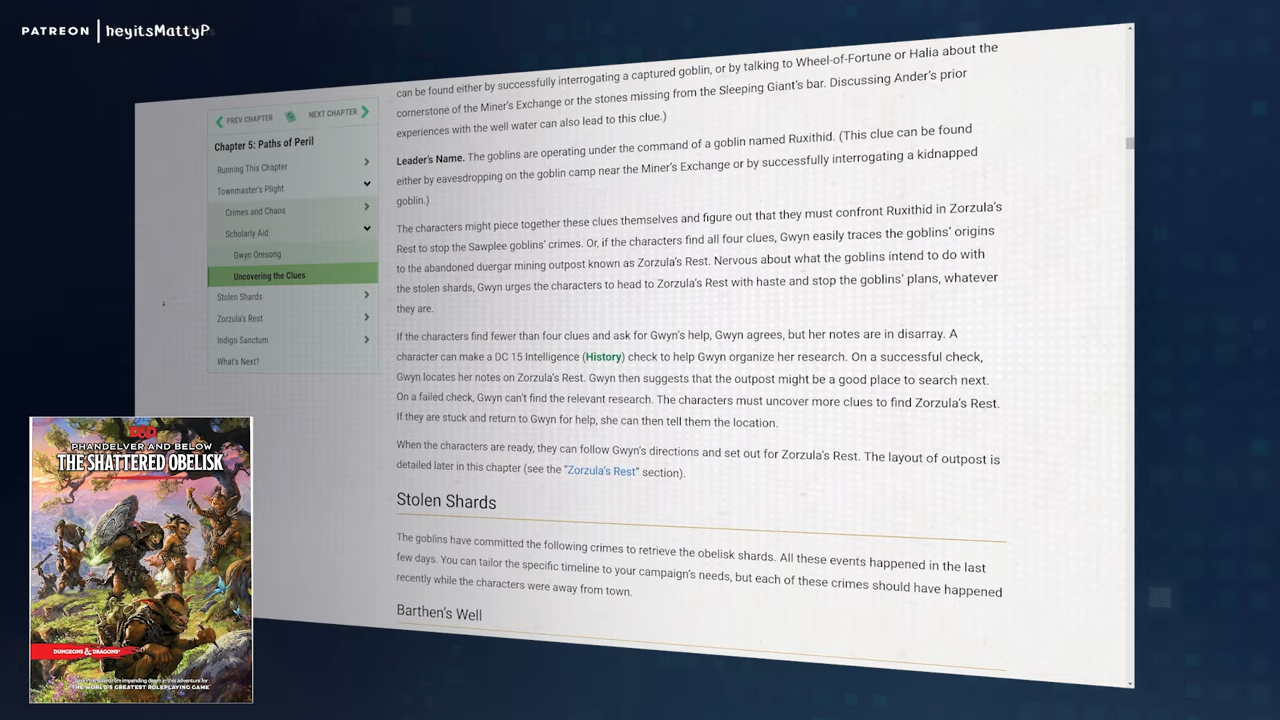 PATREON | heyitsMattyP
can be found either by successfully interrogating a captured goblin, or by talking to Wheel-of-Fortune or Halia about the
cornerstone of the Miner's Exchange or the stones missing from the Sleeping Giant's bar. Discussing Ander's prior
experiences with the well water can also lead to this clue.)
Leader's Name. The goblins are operating under the command of a goblin named Ruxithid. (This clue can be found
either by eavesdropping on the goblin camp near the Miner's Exchange or by successfully interrogating a kidnapped
goblin.)
The characters might piece together these clues themselves and figure out that they must confront Ruxithid in Zorzula's
Rest to stop the Sawplee goblins' crimes. Or, if the characters find all four clues, Gwyn easily traces the goblins' origins
to the abandoned duergar mining outpost known as Zorzula's Rest. Nervous about what the goblins intend to do with
the stolen shards, Gwyn urges the characters to head to Zorzula's Rest with haste and stop the goblins' plans, whatever
they are.
If the characters find fewer than four clues and ask for Gwyn's help, Gwyn agrees, but her notes are in disarray. A
character can make a DC 15 Intelligence (History) check to help Gwyn organize her research. On a successful check,
Gwyn locates her notes on Zorzula's Rest. Gwyn then suggests that the outpost might be a good place to search next.
On a failed check, Gwyn can't find the relevant research. The characters must uncover more clues to find Zorzula's Rest.
If they are stuck and return to Gwyn for help, she can then tell them the location.
When the characters are ready, they can follow Gwyn's directions and set out for Zorzula's Rest. The layout of outpost is
detailed later in this chapter (see the "Zorzula's Rest" section).
Stolen Shards
The goblins have committed the following crimes to retrieve the obelisk shards. All these events happened in the last
few days. You can tailor the specific timeline to your campaign's needs, but each of these crimes should have happened
recently while the characters were away from town.
Barthen's Well
PREV CHAPTER NEXT CHAPTER
Chapter 5: Paths of Peril
Running This Chapter
Townmaster's Plight
Crimes and Chaos
Scholarly Aid
Gwyn Oresong
Uncovering the Clues
Stolen Shards
Zorzula's Rest
Indigo Sanctum
What's Next?
D&D
PHANDELVER AND BELOW
THE SHATTERED OBELISK
DUNGEONS & DRAGONS
from impending doom in this adventure for
THE WORLD'S GREATEST ROLEPLAYING GAME